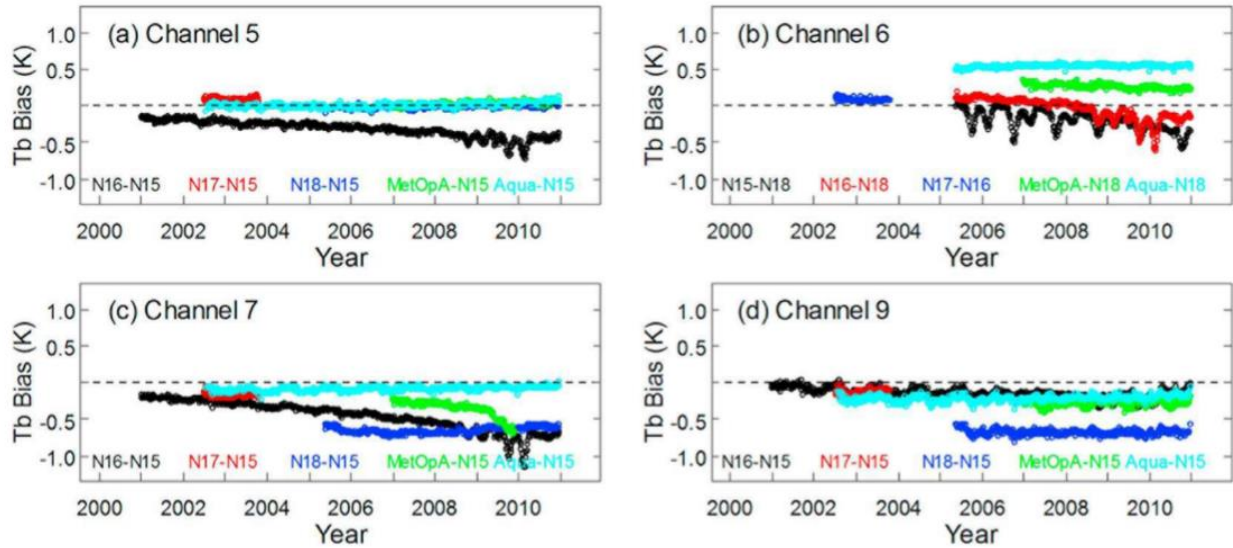 (a) Channel 5
Tb Bias (K)
1.0
0.5
-0.5
-1.0
N16-N15 N17-N15 N18-N15 MetOpA-N15 Aqua-N15
2000 2002 2004 2006 2008 2010
Year
(b) Channel 6
Tb Bias (K)
1.0
0.5
-0.5
-1.0
N15-N18 N16-N18 N17-N16 MetOpA-N18 Aqua-N18
2000 2002 2004 2006 2008 2010
Year
(c) Channel 7
Tb Bias (K)
1.0
0.5
-0.5
-1.0
N16-N15 N17-N15 N18-N15 MetOpA-N15 Aqua-N15
2000 2002 2004 2006 2008 2010
Year
(d) Channel 9
Tb Bias (K)
1.0
0.5
-0.5
-1.0
N16-N15 N17-N15 N18-N15 MetOpA-N15 Aqua-N15
2000 2002 2004 2006 2008 2010
Year